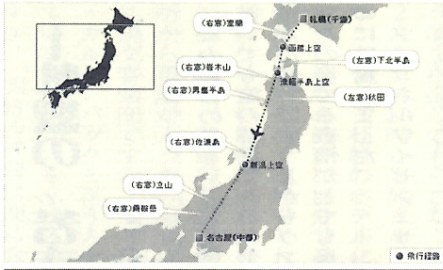 (右窓)室蘭
札幌(千歳)
函館上空
(左窓)下北半島
(右窓)岩木山
津軽半島上空
(右窓)男鹿半島
(左窓)秋田
(右窓)佐渡島
新潟上空
(右窓)立山
(右窓)乗鞍岳
名古屋(中部)
飛行経路